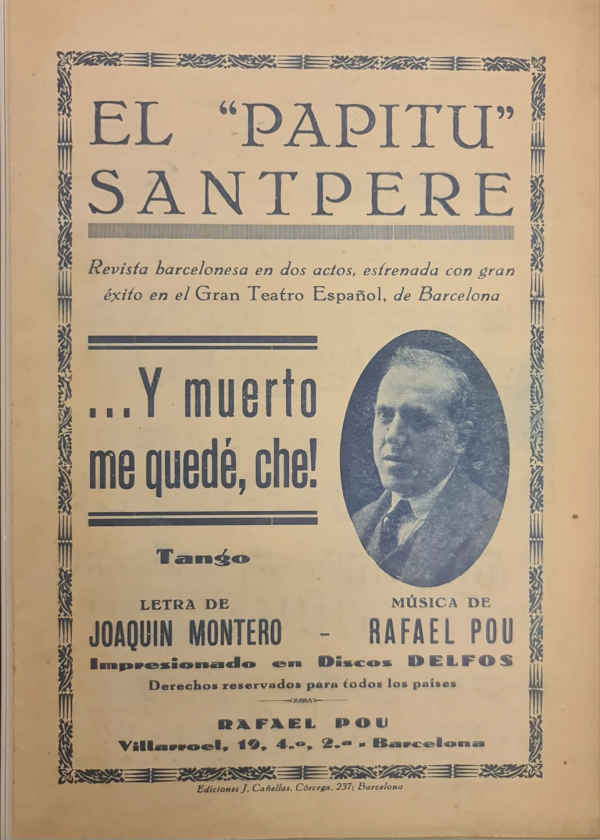 EL “PAPITU”
SANTPERE
Revista barcelonesa en dos actos, estrenada con gran
éxito en el Gran Teatro Español, de Barcelona
...Y muerto
me quedé, che!
Tango
LETRA DE
JOAQUIN MONTERO
-
MÚSICA DE
RAFAEL POU
Impresionado en Discos DELFOS
Derechos reservados para todos los países
RAFAEL POU
Villarroel, 19, 4.º, 2.ª - Barcelona
Ediciones J. Cañellas, Córcega, 237; Barcelona